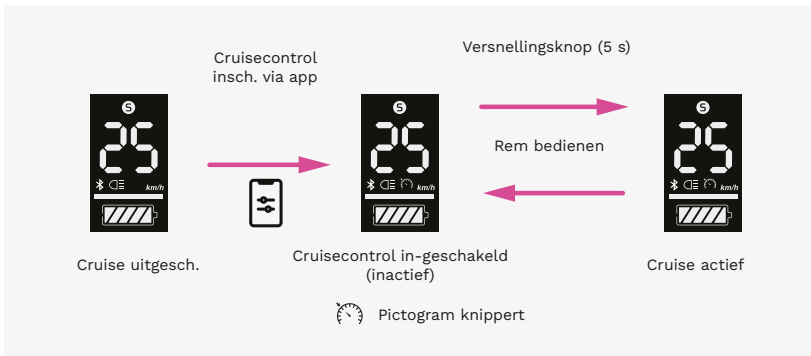 Cruisecontrol
insch. via app
Versnellingsknop (5 s)
Rem bedienen
S
25
km/h
S
25
km/h
S
25
km/h
Cruise uitgesch.
Cruisecontrol in-geschakeld
(inactief)
Cruise actief
Pictogram knippert